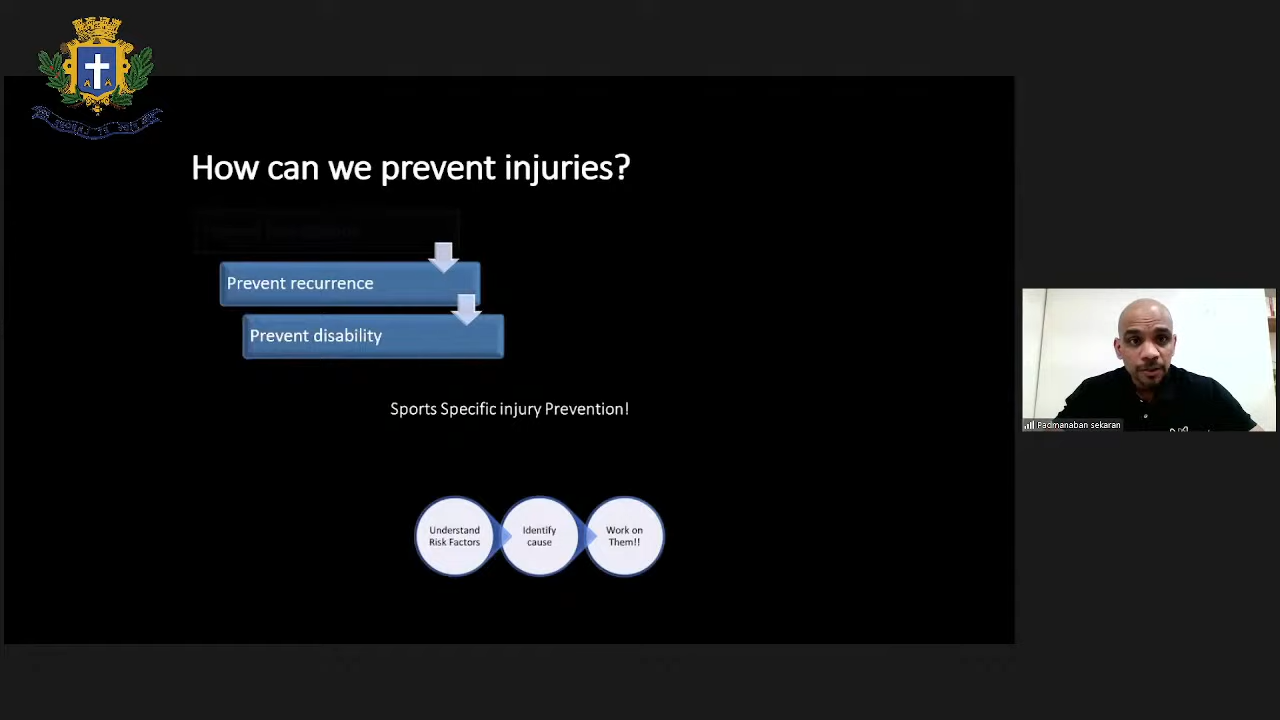 How can we prevent injuries?
Prevent recurrence
Prevent disability
Sports Specific injury Prevention!
Understand
Risk Factors
Identify
cause
Work on
Them!!
Padmanaban sekaran